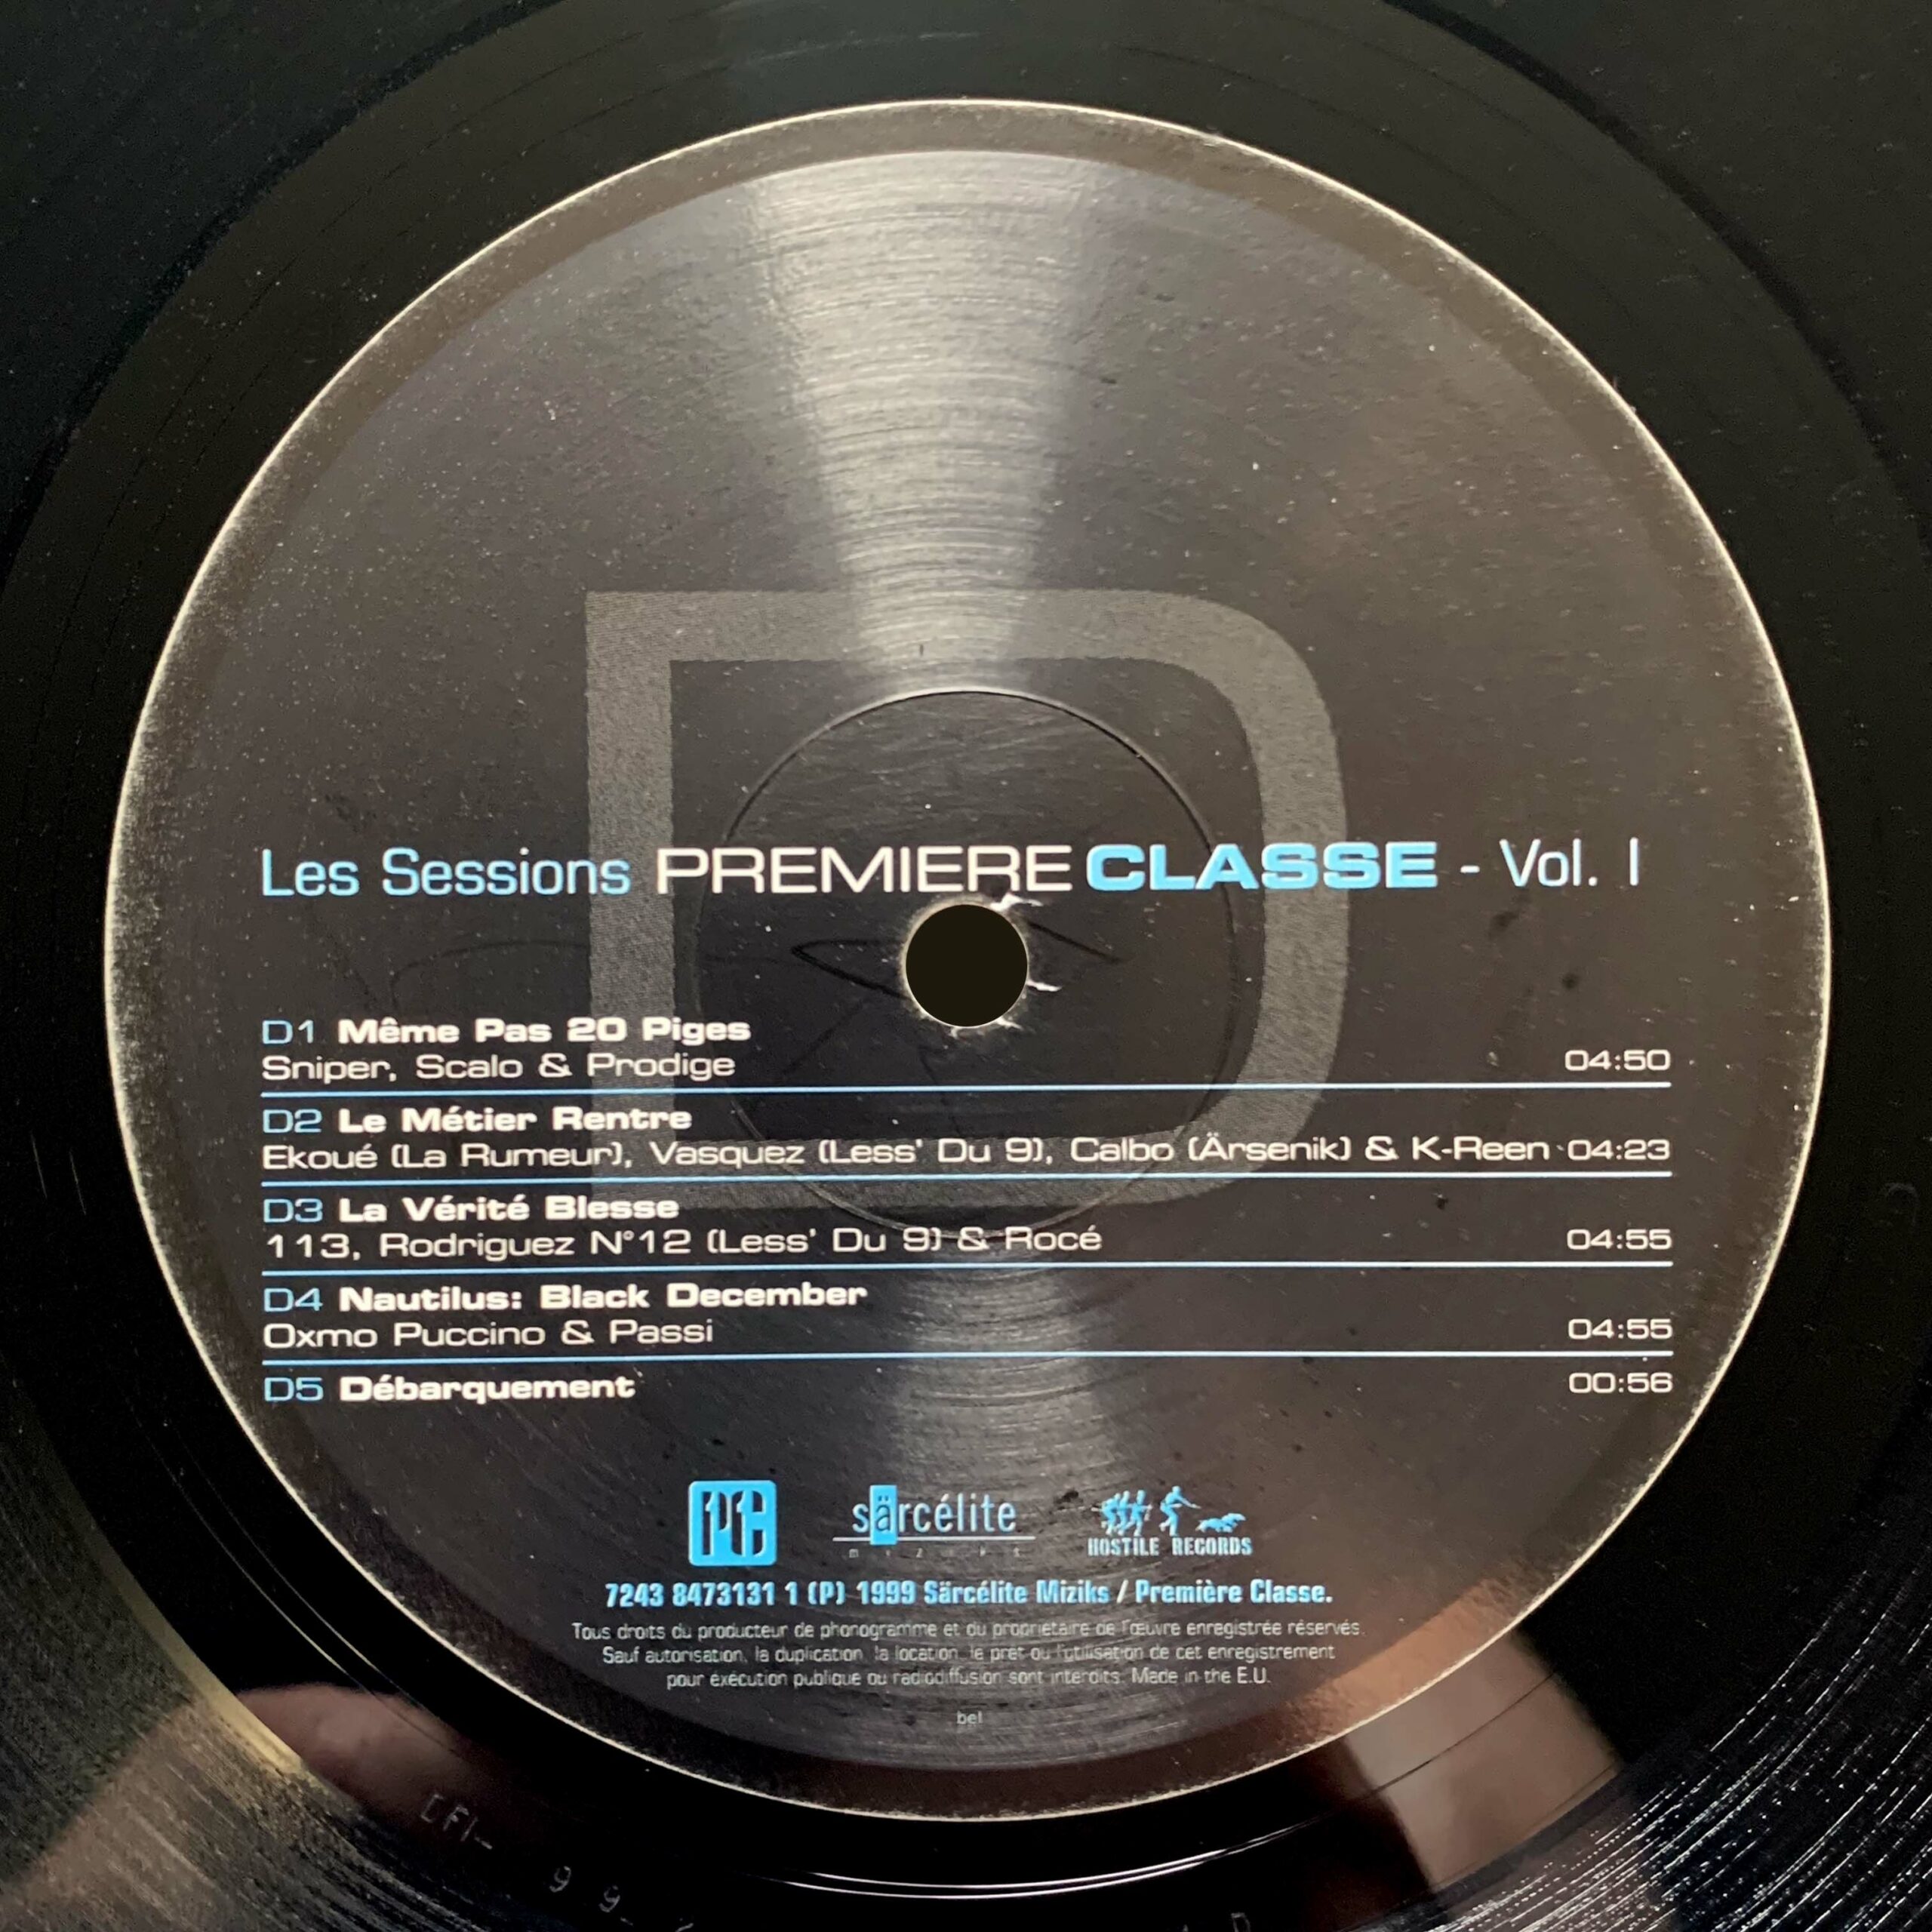 D
Les Sessions PREMIERE CLASSE - Vol. I
D1 Même Pas 20 Piges
Sniper, Scalo & Prodige 04:50
D2 Le Métier Rentre
Ekoué (La Rumeur), Vasquez (Less' Du 9), Calbo (Ärsenik) & K-Reen 04:23
D3 La Vérité Blesse
113, Rodriguez N°12 (Less' Du 9) & Rocé 04:55
D4 Nautilus: Black December
Oxmo Puccino & Passi 04:55
D5 Débarquement 00:56
särcélite
miziks
HOSTILE RECORDS
7243 8473131 1 (P) 1999 Särcélite Miziks / Première Classe.
Tous droits du producteur de phonogramme et du propriétaire de l'œuvre enregistrée réservés.
Sauf autorisation, la duplication, la location, le prêt ou l'utilisation de cet enregistrement
pour exécution publique ou radiodiffusion sont interdits. Made in the E.U.
bel